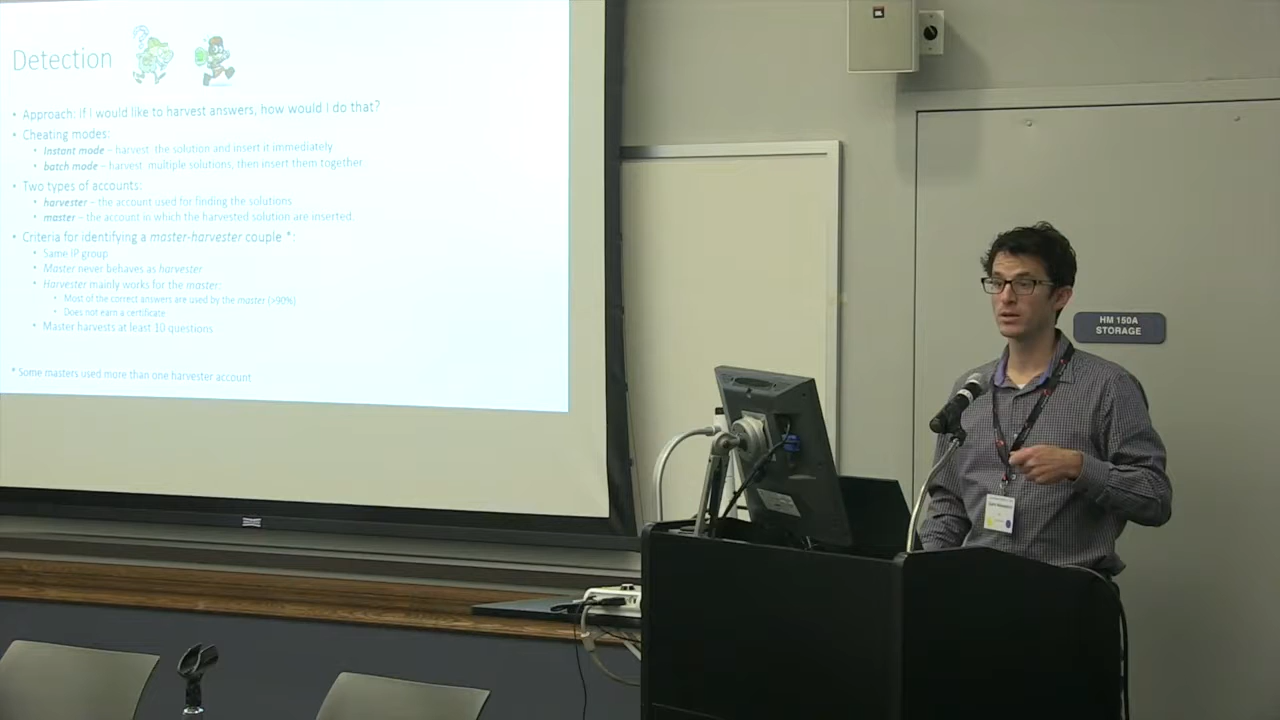 Detection
• Approach: if I would like to harvest answers, how would I do that?
• Cheating modes:
• Instant mode – harvest the solution and insert it immediately
• batch mode – harvest multiple solutions, then insert them together
• Two types of accounts:
• harvester – the account used for finding the solutions
• master – the account in which the harvested solution are inserted.
• Criteria for identifying a master-harvester couple *:
• Same IP group
• Master never behaves as harvester
• Harvester mainly works for the master:
• Most of the correct answers are used by the master (>90%)
• Does not earn a certificate
• Master harvests at least 10 questions
* Some masters used more than one harvester account
HM 150A
STORAGE